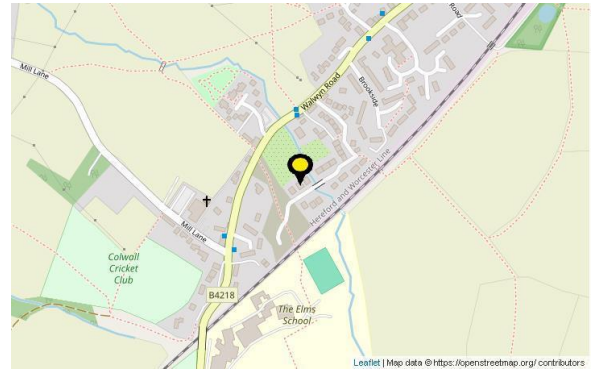 Road
Mill Lane
Walwyn Road
Brookside
Hereford and Worcester Line
Mill Lane
Colwall
Cricket
Club
B4218
The Elms
School
Leaflet | Map data © https://openstreetmap.org/ contributors